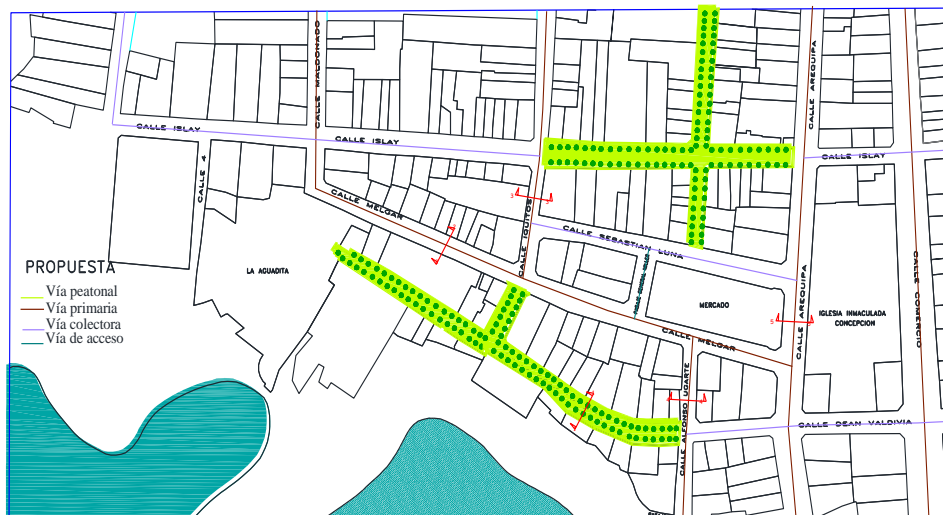 CALLE MALDONADO
CALLE AREQUIPA
CALLE ISLAY
CALLE ISLAY
CALLE ISLAY
CALLE 4
CALLE MELGAR
CALLE IQUITOS
CALLE SEBASTIAN LUNA
CALLE COMERCIO
PROPUESTA
LA AGUADITA
Vía peatonal
Vía primaria
Vía colectora
Vía de acceso
MERCADO
CALLE AREQUIPA
IGLESIA INMACULADA
CONCEPCION
CALLE MELGAR
CALLE ALFONSO UGARTE
CALLE DEAN VALDIVIA